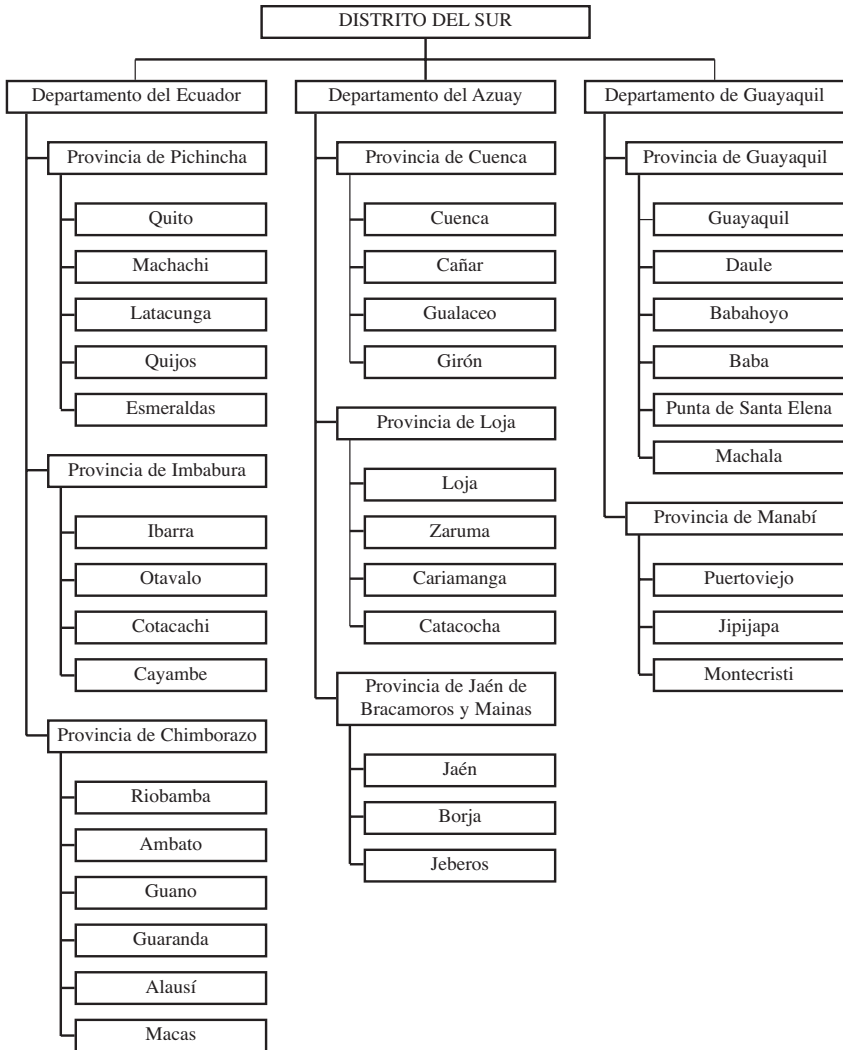 DISTRITO DEL SUR
Departamento del Ecuador
Provincia de Pichincha
Quito
Machachi
Latacunga
Quijos
Esmeraldas
Provincia de Imbabura
Ibarra
Otavalo
Cotacachi
Cayambe
Provincia de Chimborazo
Riobamba
Ambato
Guano
Guaranda
Alausí
Macas
Departamento del Azuay
Provincia de Cuenca
Cuenca
Cañar
Gualaceo
Girón
Provincia de Loja
Loja
Zaruma
Cariamanga
Catacocha
Provincia de Jaén de
Bracamoros y Mainas
Jaén
Borja
Jeberos
Departamento de Guayaquil
Provincia de Guayaquil
Guayaquil
Daule
Babahoyo
Baba
Punta de Santa Elena
Machala
Provincia de Manabí
Puertoviejo
Jipijapa
Montecristi